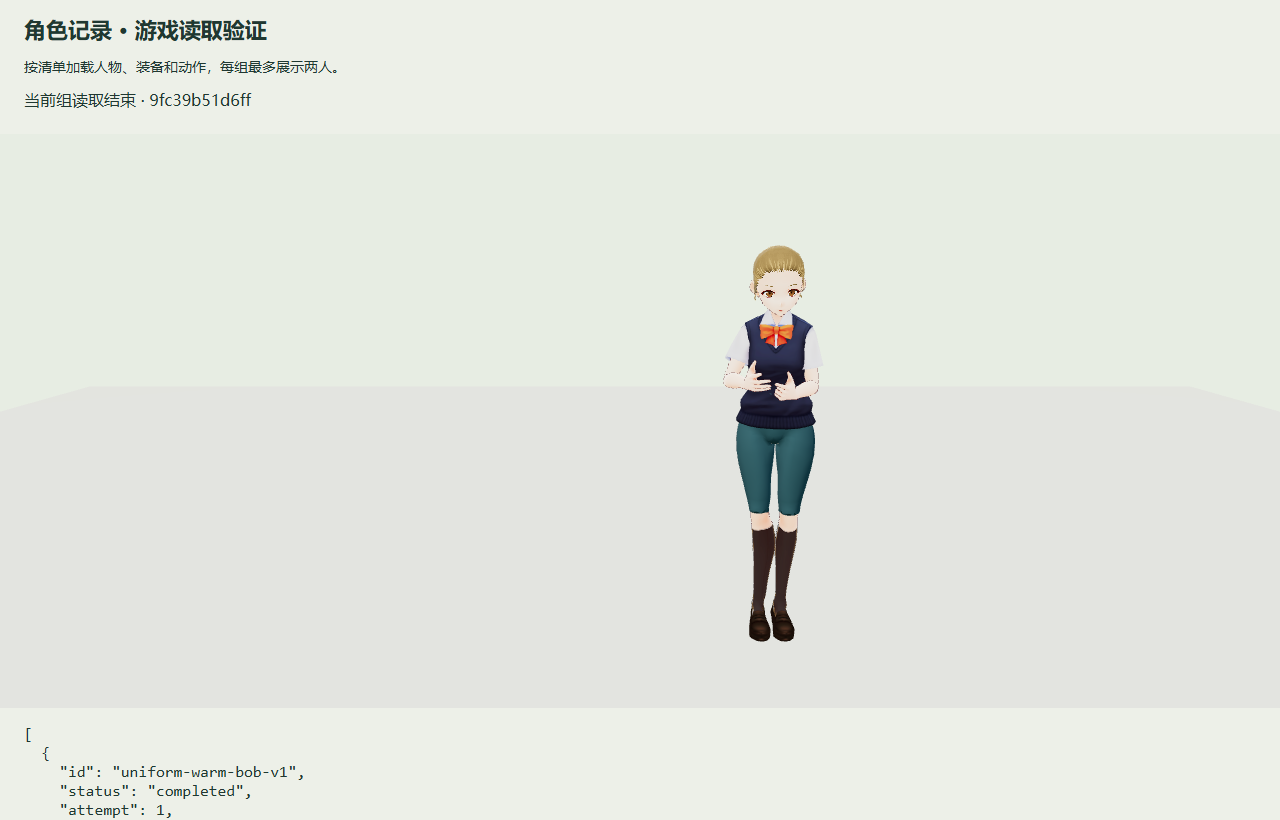 角色记录 • 游戏读取验证
按清单加载人物、装备和动作，每组最多展示两人。
当前组读取结束 · 9fc39b51d6ff
[
  {
    "id": "uniform-warm-bob-v1",
    "status": "completed",
    "attempt": 1,